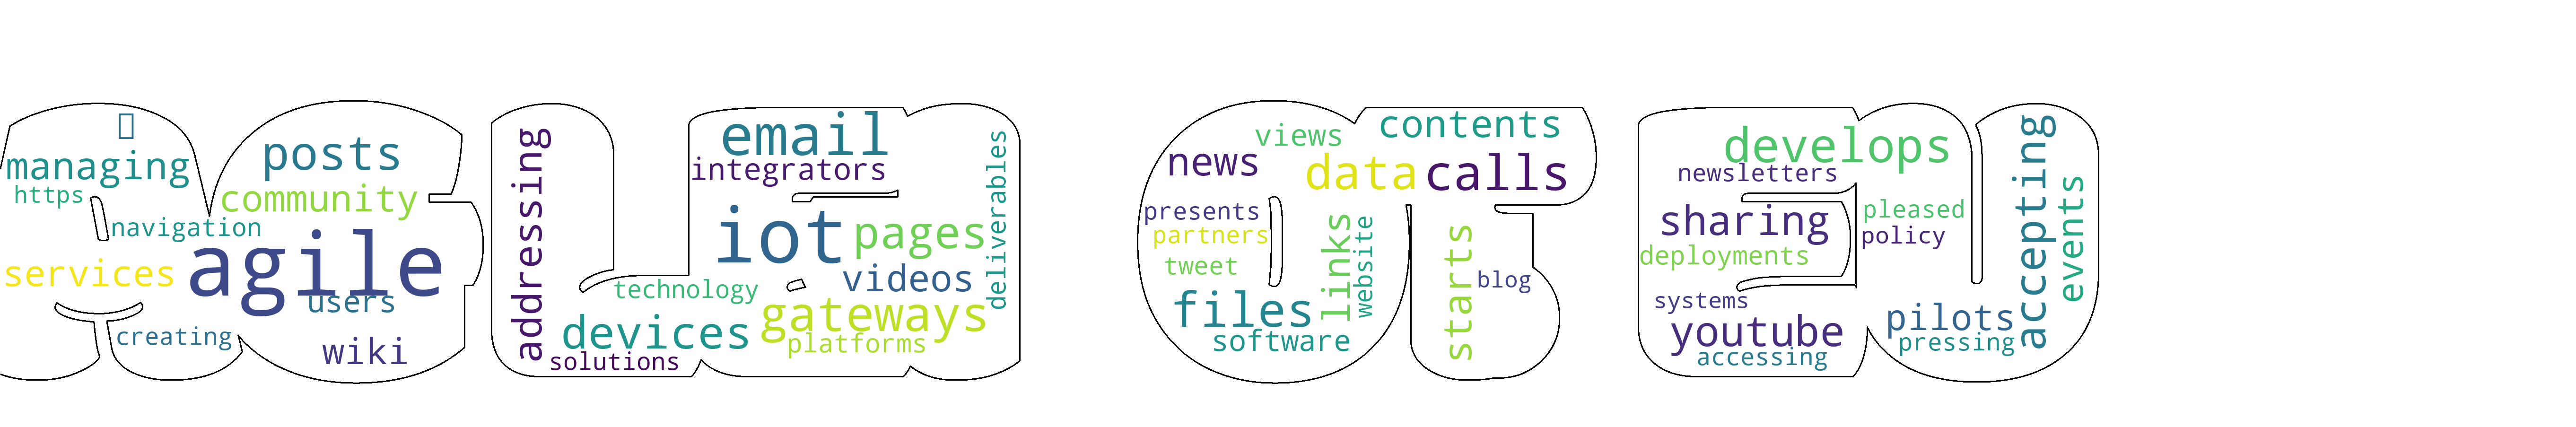 managing
https
navigation
services
creating
posts
community
agile
users
wiki
addressing
email
integrators
iot
pages
videos
deliverables
technology
gateways
devices
platforms
solutions
views
contents
news
data
calls
presents
partners
tweet
links
website
files
software
starts
blog
develops
newsletters
sharing
pleased
policy
deployments
systems
youtube
accessing
pilots
pressing
accepting
events